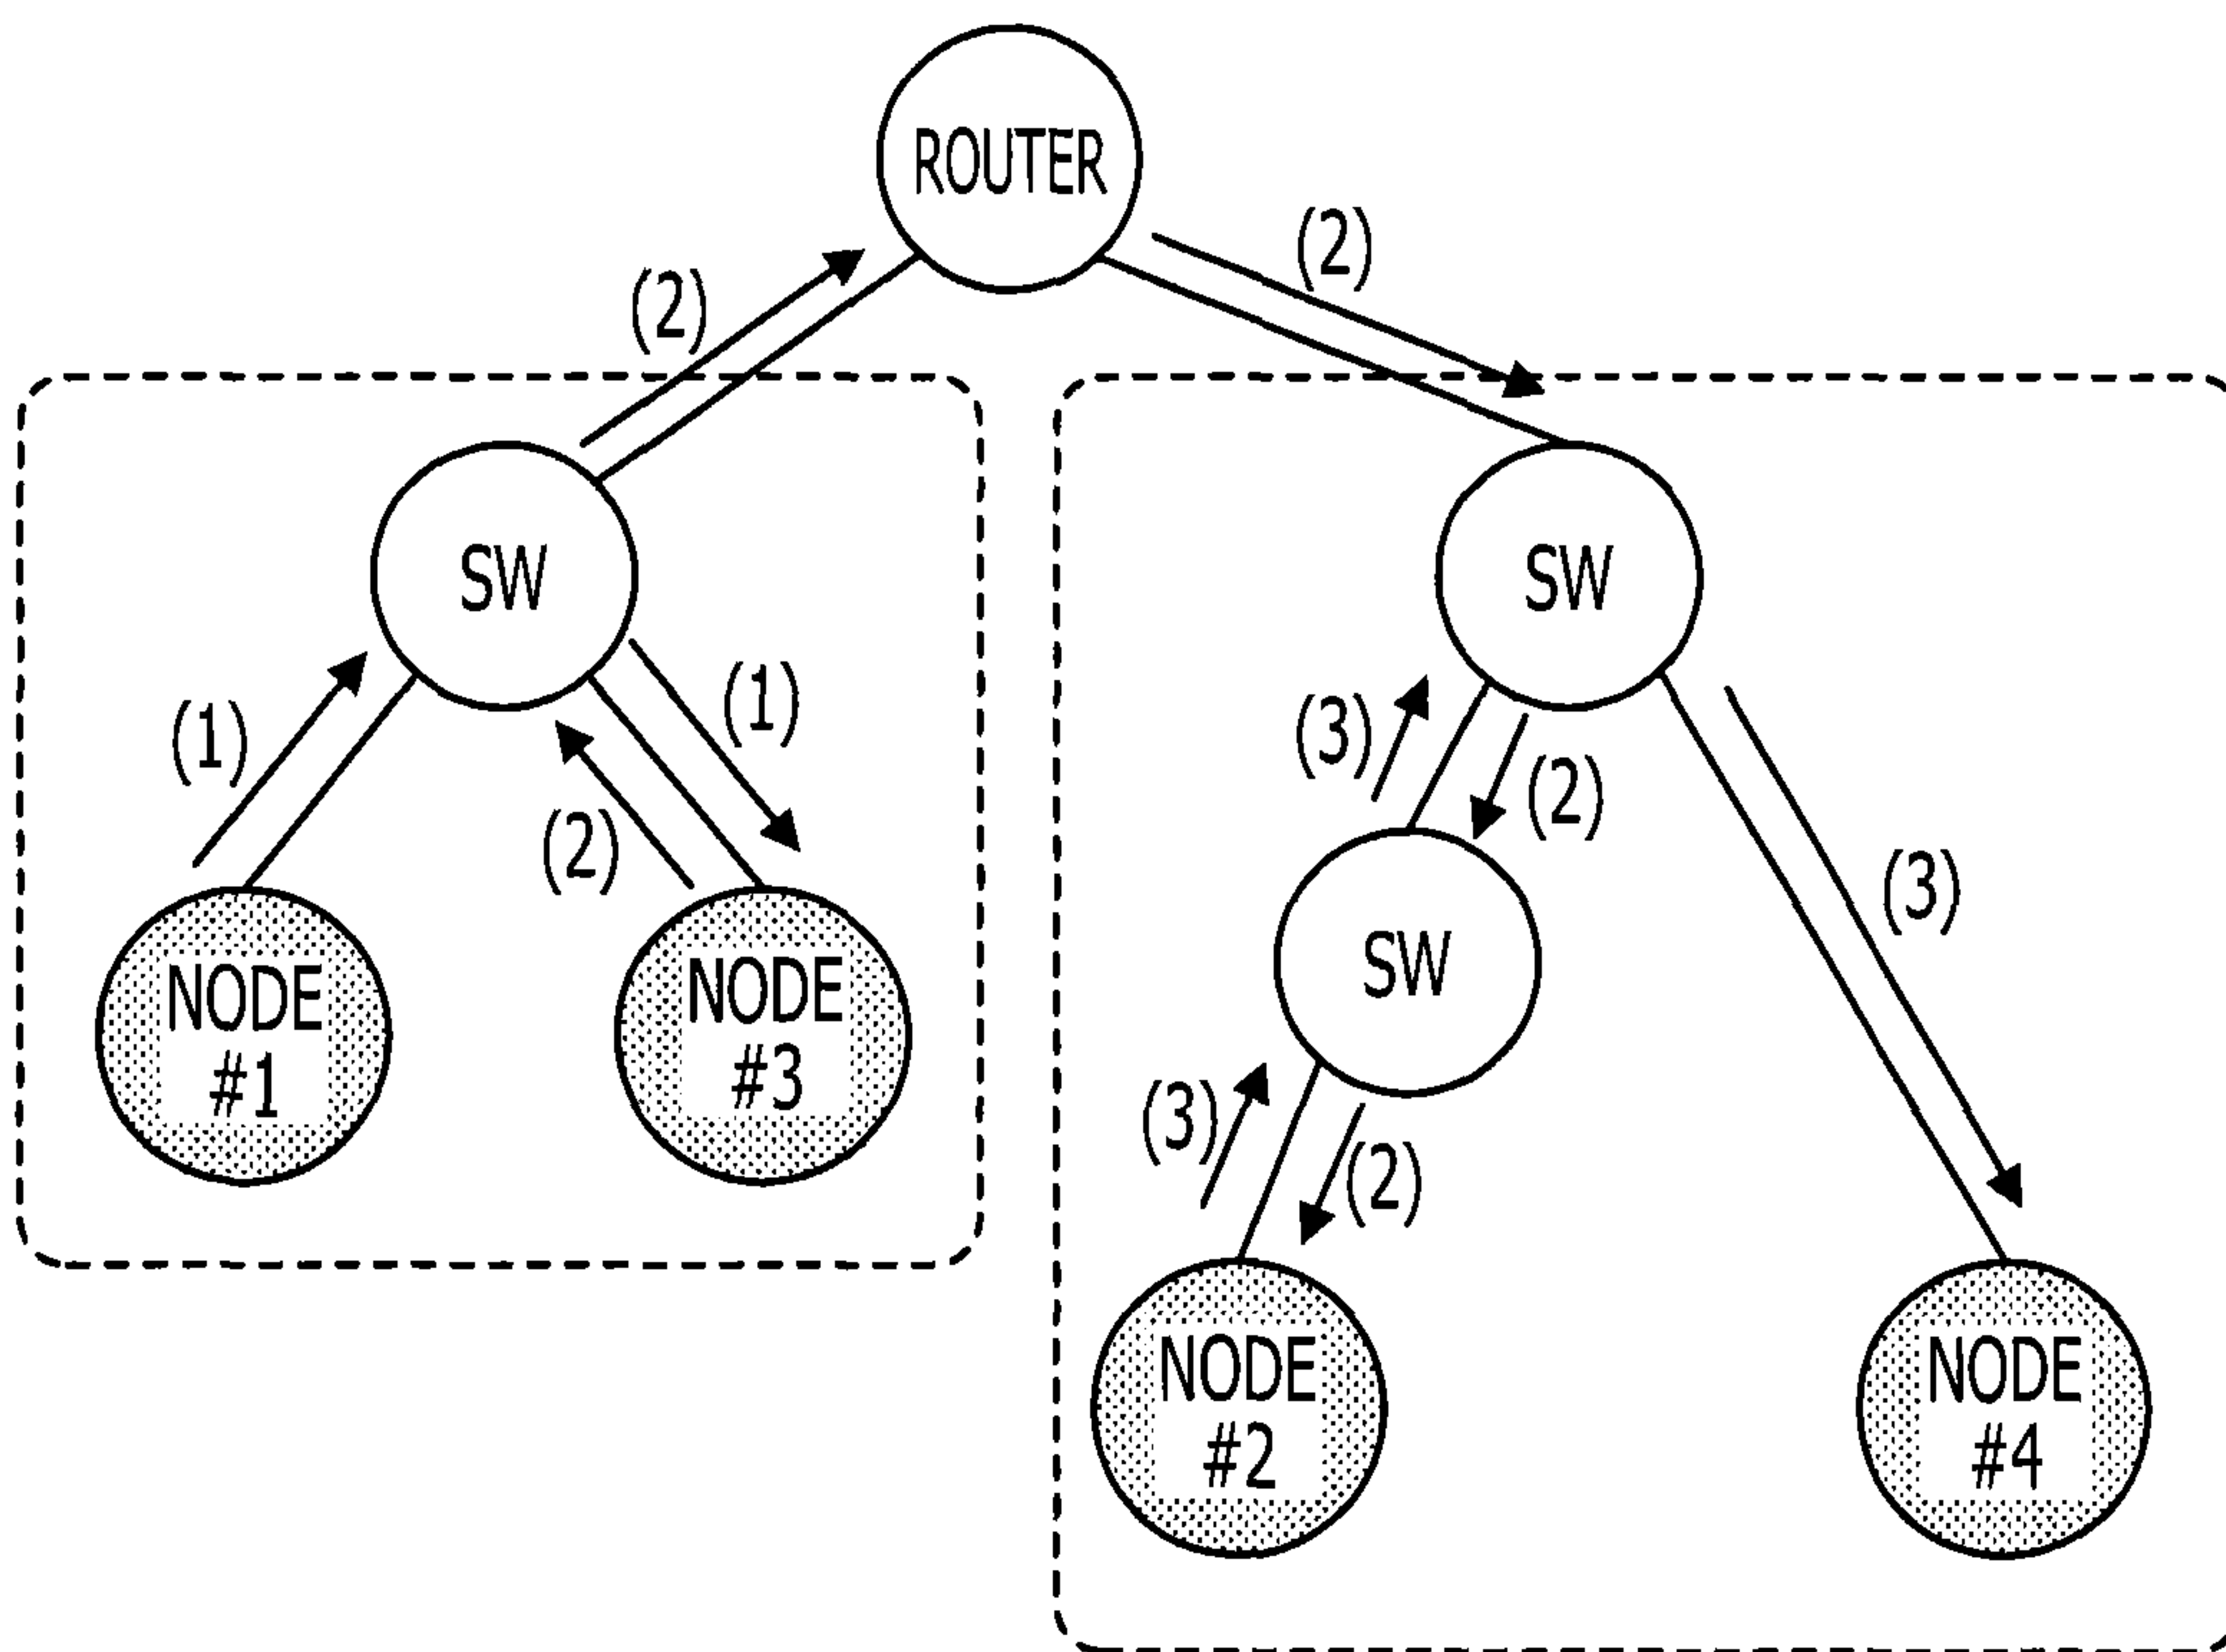 ROUTER
(2)
(2)
SW
SW
(1)
(1)
(2)
(3)
(2)
SW
(3)
NODE
#1
NODE
#3
(3)
(2)
NODE
#2
NODE
#4